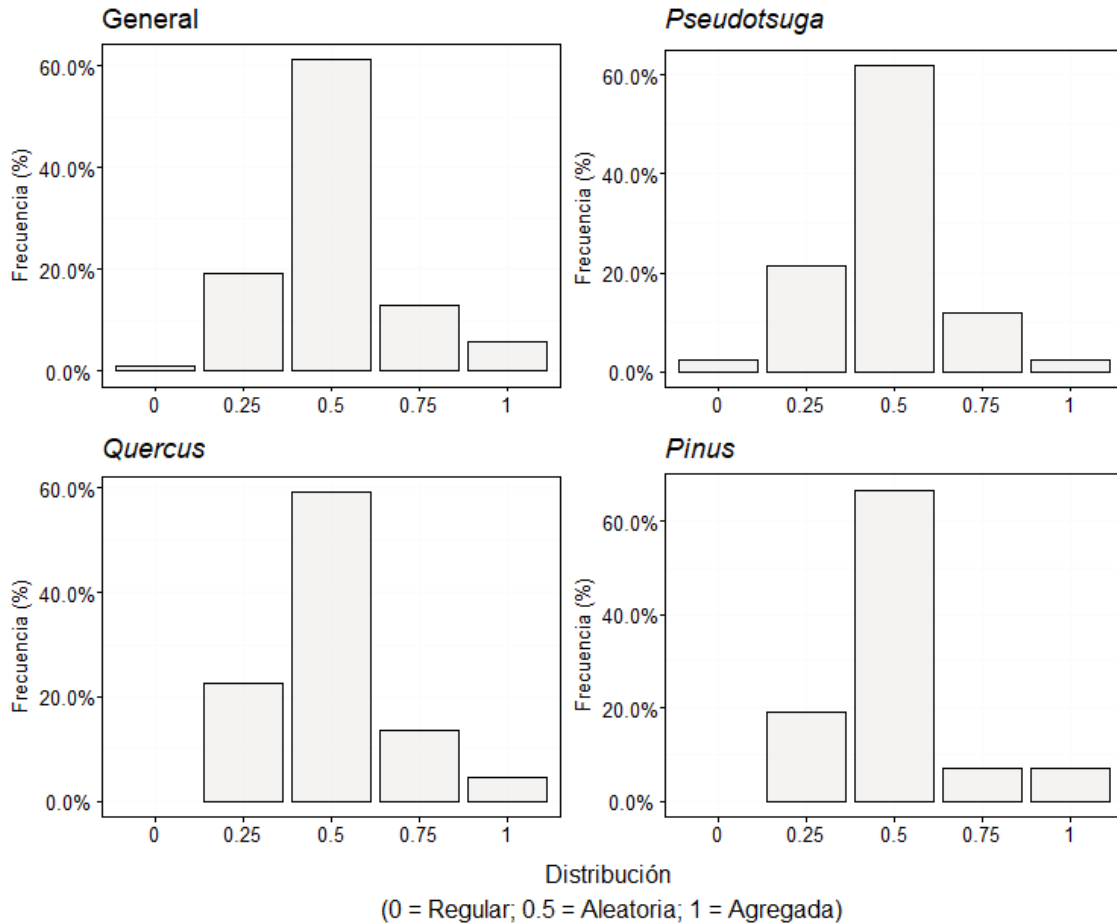 General
Frecuencia (%)
60.0%
40.0%
20.0%
0.0%
0 0.25 0.5 0.75 1
Pseudotsuga
Frecuencia (%)
60.0%
40.0%
20.0%
0.0%
0 0.25 0.5 0.75 1
Quercus
Frecuencia (%)
60.0%
40.0%
20.0%
0.0%
0 0.25 0.5 0.75 1
Pinus
Frecuencia (%)
60.0%
40.0%
20.0%
0.0%
0 0.25 0.5 0.75 1
Distribución
(0 = Regular; 0.5 = Aleatoria; 1 = Agregada)